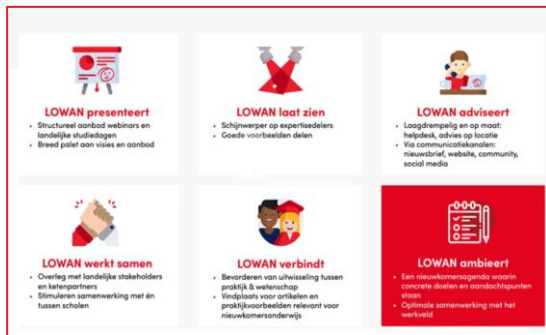 LOWAN presenteert
• Structureel aanbod webinars en
landelijke studiedagen
• Breed palet aan visies en aanbod
LOWAN laat zien
• Schijnwerper op expertisedelers
• Goede voorbeelden delen
LOWAN adviseert
• Laagdrempelig en op maat:
helpdesk, advies op locatie
• Via communicatiekanalen:
nieuwsbrief, website, community,
social media
LOWAN werkt samen
• Overleg met landelijke stakeholders
en ketenpartners
• Stimuleren samenwerking met én
tussen scholen
LOWAN verbindt
• Bevorderen van uitwisseling tussen
praktijk & wetenschap
• Vindplaats voor artikelen en
praktijkvoorbeelden relevant voor
nieuwkomersonderwijs
LOWAN ambieert
• Een nieuwkomersagenda waarin
concrete doelen en aandachtspunten
staan
• Optimale samenwerking met het
werkveld